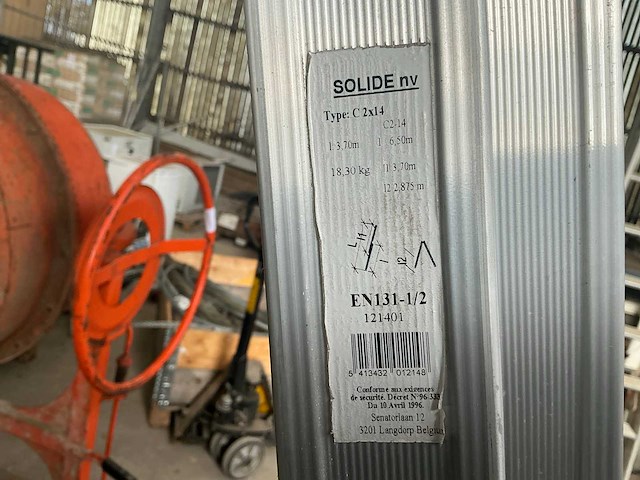 SOLIDE nv
Type: C 2x14
C2-14
l 3,70m l 6,50m
18,30 kg l1 3,70m
l2 2,875 m
L l1 l l2
EN131-1/2
121401
5 413432 012148
Conforme aux exigences
de sécurité. Décret N°96-333
Du 10 Avril 1996.
Senatorlaan 12
3201 Langdorp Belgium